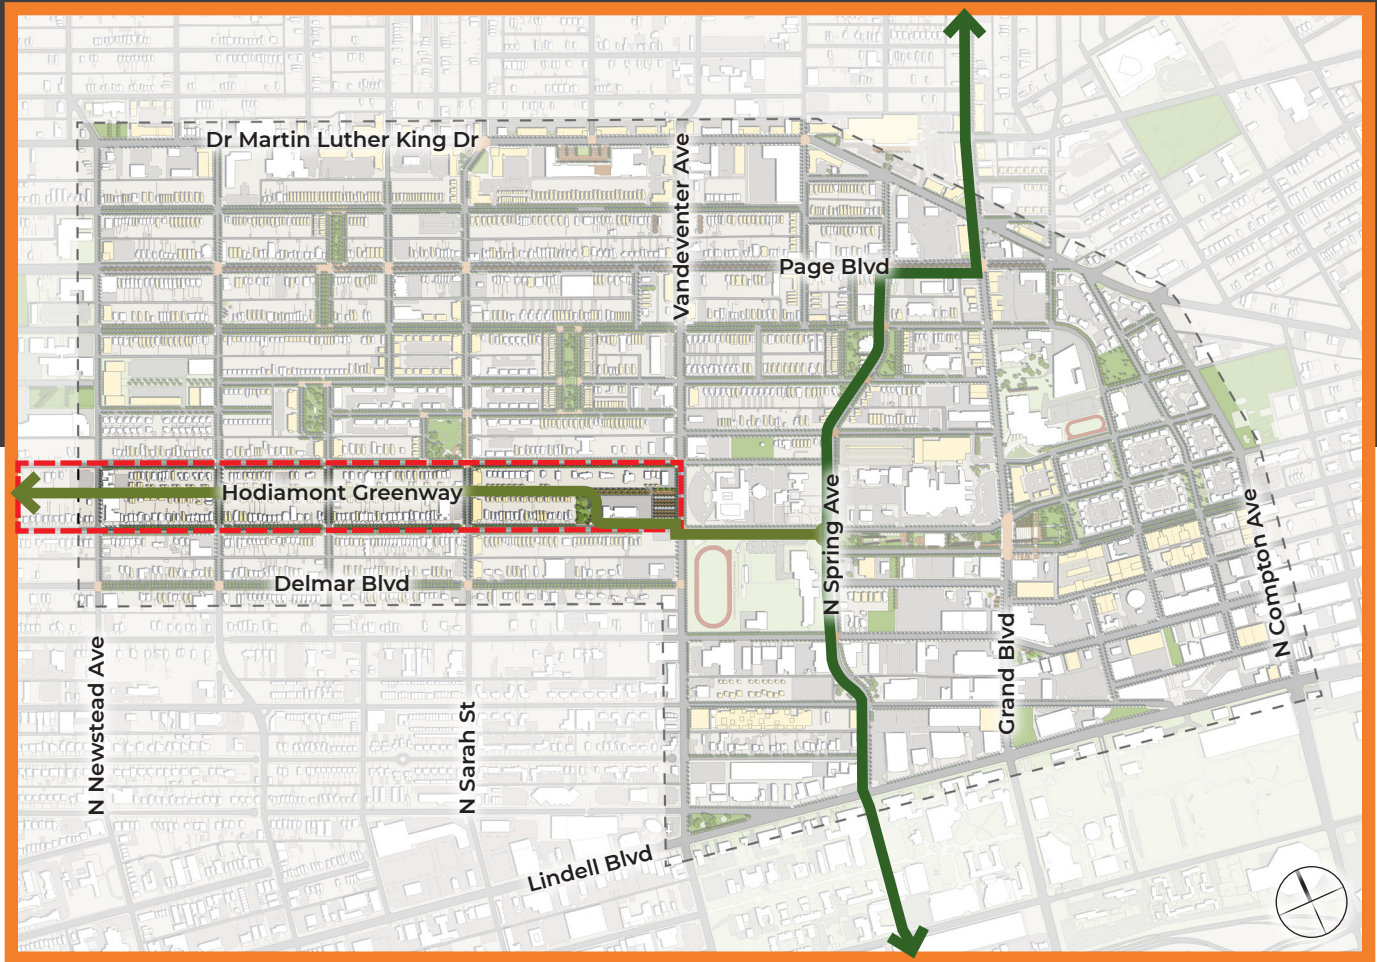 Dr Martin Luther King Dr
Vandeventer Ave
Page Blvd
Hodiamont Greenway
N Spring Ave
N Compton Ave
Delmar Blvd
Grand Blvd
N Newstead Ave
N Sarah St
Lindell Blvd